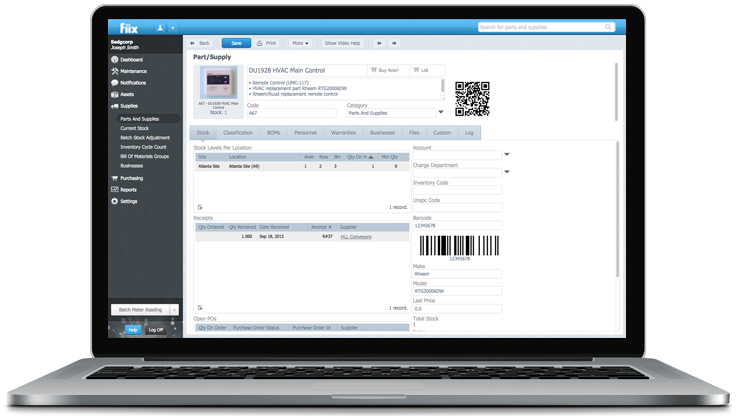 fiix
Search for parts and supplies
Sedgcorp
Joseph Smith
Back
Save
Print
More
Show Video Help
Dashboard
Maintenance
Notifications
Assets
Supplies
Parts And Supplies
Current Stock
Batch Stock Adjustment
Inventory Cycle Count
Bill Of Materials Groups
Businesses
Purchasing
Reports
Settings
Batch Meter Reading
Help
Log Off
Part/Supply
DU1928 HVAC Main Control
Buy Now!
List
• Remote Control (UMC-117)
• HVAC replacement part Rheem RTG20006DW
• Rheem/Ruud replacement remote control
A67 - DU1928 HVAC Main
Control
Stock: 1
Code
Category
A67
Parts And Supplies
Stock Classification BOMs Personnel Warranties Businesses Files Custom Log
Stock Levels Per Location
Site Location Aisle Row Bin Qty On H Min Qty
Atlanta Site Atlanta Site (A9) 1 2 3 1 0
1 record.
Receipts
Qty Ordered Qty Received Date Received Receipt # Supplier
1.000 Sep 18, 2015 R#37 HLL Conveyors
1 record.
Open POs
Qty On Order Purchase Order Status Purchase Order Id Supplier
Account
Charge Department
Inventory Code
Unspc Code
Barcode
12345678
12345678
Make
Rheem
Model
RTG20006DW
Last Price
0.0
Total Stock
1